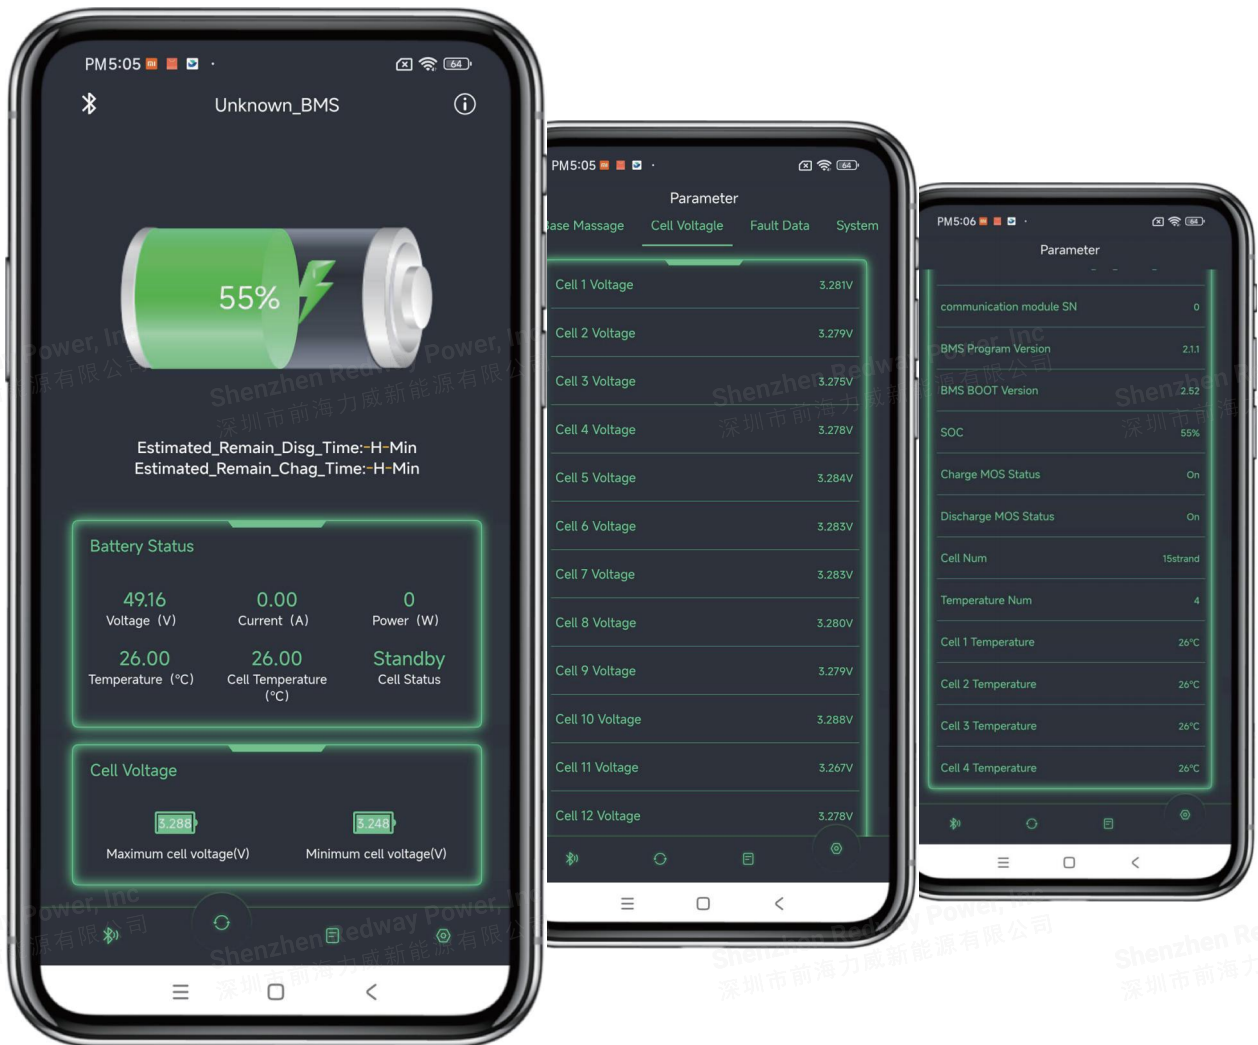 PM5:05
64
Unknown_BMS
55%
Estimated_Remain_Disg_Time:-H-Min
Estimated_Remain_Chag_Time:-H-Min
Battery Status
49.16 0.00 0
Voltage (V) Current (A) Power (W)
26.00 26.00 Standby
Temperature (°C) Cell Temperature (°C) Cell Status
Cell Voltage
3.288 3.248
Maximum cell voltage(V) Minimum cell voltage(V)
PM5:05
64
Parameter
ase Massage Cell Voltagle Fault Data System
Cell 1 Voltage 3.281V
Cell 2 Voltage 3.279V
Cell 3 Voltage 3.275V
Cell 4 Voltage 3.278V
Cell 5 Voltage 3.284V
Cell 6 Voltage 3.283V
Cell 7 Voltage 3.283V
Cell 8 Voltage 3.280V
Cell 9 Voltage 3.279V
Cell 10 Voltage 3.288V
Cell 11 Voltage 3.267V
Cell 12 Voltage 3.278V
PM5:06
64
Parameter
communication module SN 0
BMS Program Version 2.1.1
BMS BOOT Version 2.52
SOC 55%
Charge MOS Status On
Discharge MOS Status On
Cell Num 15strand
Temperature Num 4
Cell 1 Temperature 26°C
Cell 2 Temperature 26°C
Cell 3 Temperature 26°C
Cell 4 Temperature 26°C
Shenzhen Redway Power, Inc
深圳市前海力威新能源有限公司